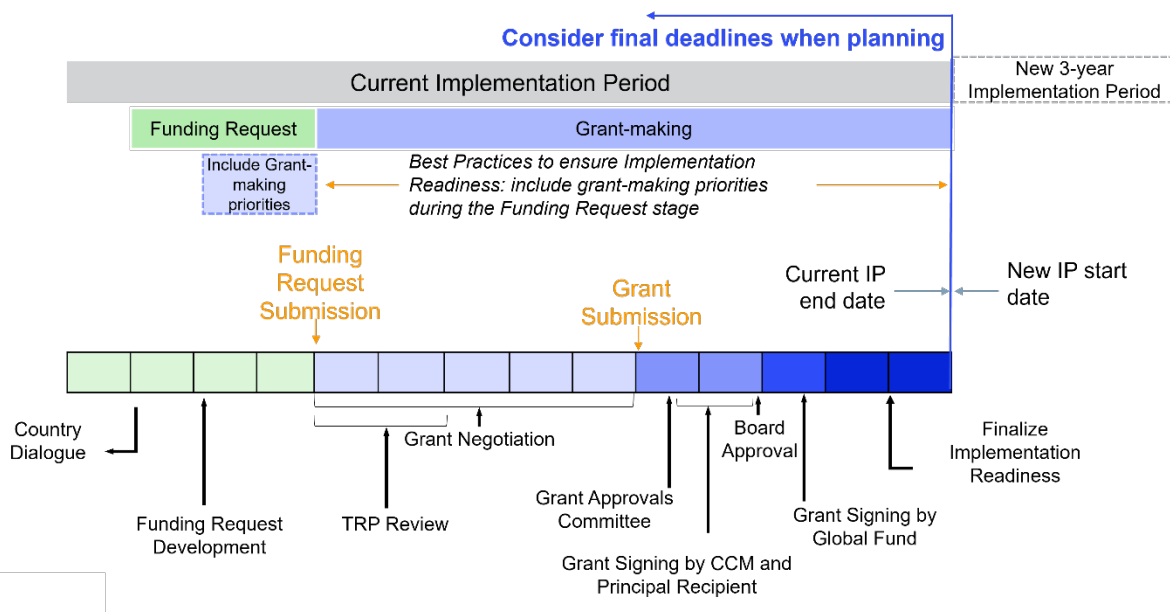 Consider final deadlines when planning
Current Implementation Period
New 3-year
Implementation Period
Funding Request
Grant-making
Include Grant-
making
priorities
Best Practices to ensure Implementation
Readiness: include grant-making priorities
during the Funding Request stage
Funding
Request
Submission
Grant
Submission
Current IP
end date
New IP start
date
Country
Dialogue
Funding Request
Development
TRP Review
Grant Negotiation
Grant Approvals
Committee
Grant Signing by CCM and
Principal Recipient
Board
Approval
Grant Signing by
Global Fund
Finalize
Implementation
Readiness